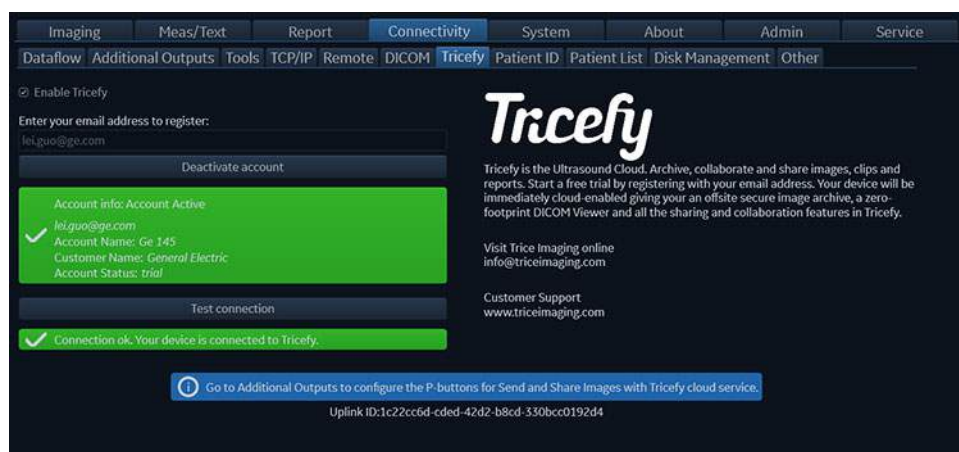 Imaging Meas/Text Report Connectivity System About Admin Service
Dataflow Additional Outputs Tools TCP/IP Remote DICOM Tricefy Patient ID Patient List Disk Management Other
Enable Tricefy
Enter your email address to register:
lei.guo@ge.com
Deactivate account
Account info: Account Active
lei.guo@ge.com
Account Name: Ge 145
Customer Name: General Electric
Account Status: trial
Test connection
Connection ok. Your device is connected to Tricefy.
Tricefy
Tricefy is the Ultrasound Cloud. Archive, collaborate and share images, clips and
reports. Start a free trial by registering with your email address. Your device will be
immediately cloud-enabled giving your an offsite secure image archive, a zero-
footprint DICOM Viewer and all the sharing and collaboration features in Tricefy.
Visit Trice Imaging online
info@triceimaging.com
Customer Support
www.triceimaging.com
Go to Additional Outputs to configure the P-buttons for Send and Share Images with Tricefy cloud service.
Uplink ID:1c22cc6d-cded-42d2-b8cd-330bcc0192d4